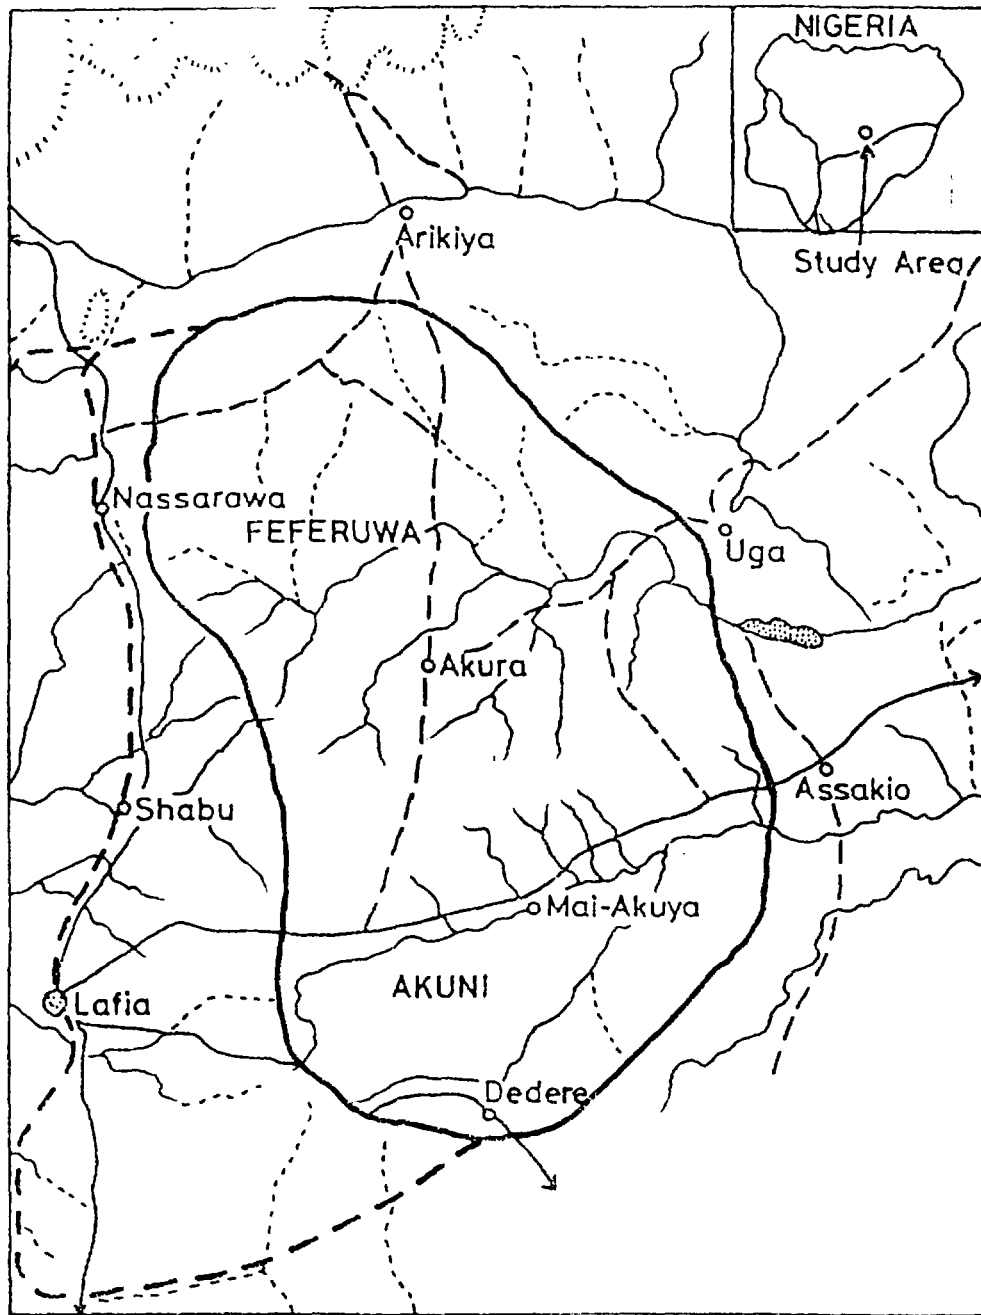 NIGERIA
Study Area
Arikiya
Nassarawa
FEFERUWA
Uga
Akura
Assakio
Shabu
Mai-Akuya
AKUNI
Lafia
Dedere